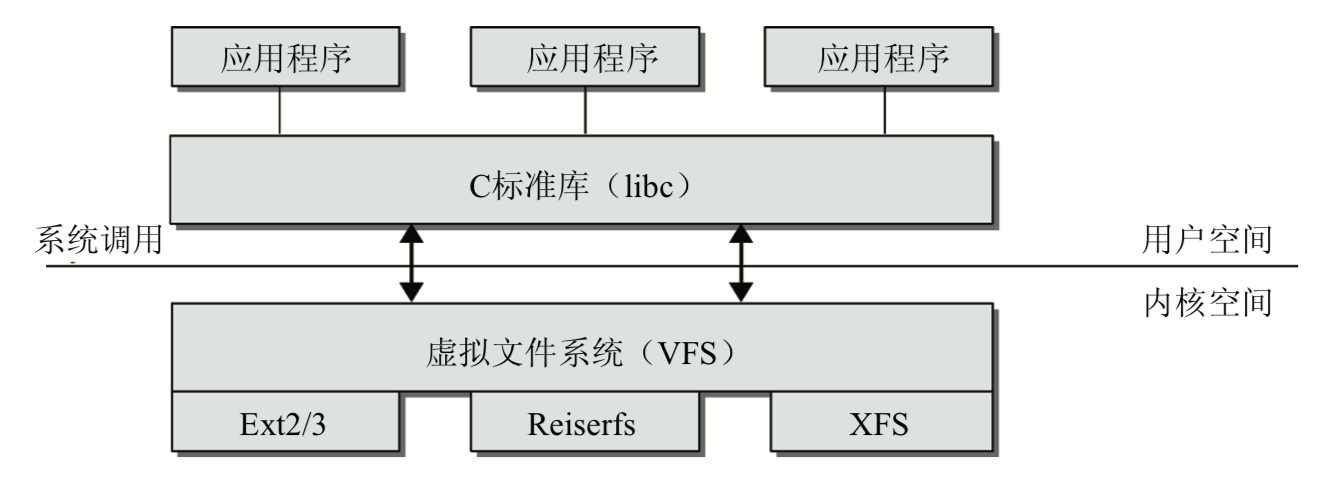 应用程序
应用程序
应用程序
C标准库（libc）
系统调用
用户空间
内核空间
虚拟文件系统（VFS）
Ext2/3
Reiserfs
XFS